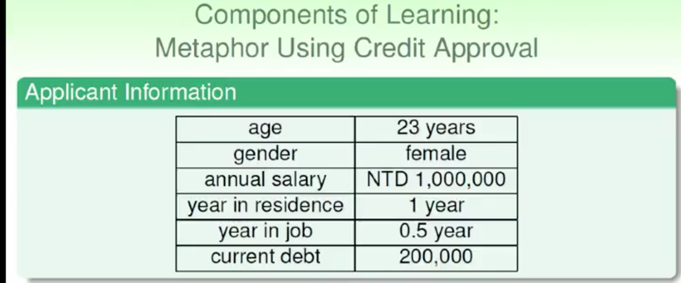 Components of Learning:
Metaphor Using Credit Approval
Applicant Information
age 23 years
gender female
annual salary NTD 1,000,000
year in residence 1 year
year in job 0.5 year
current debt 200,000